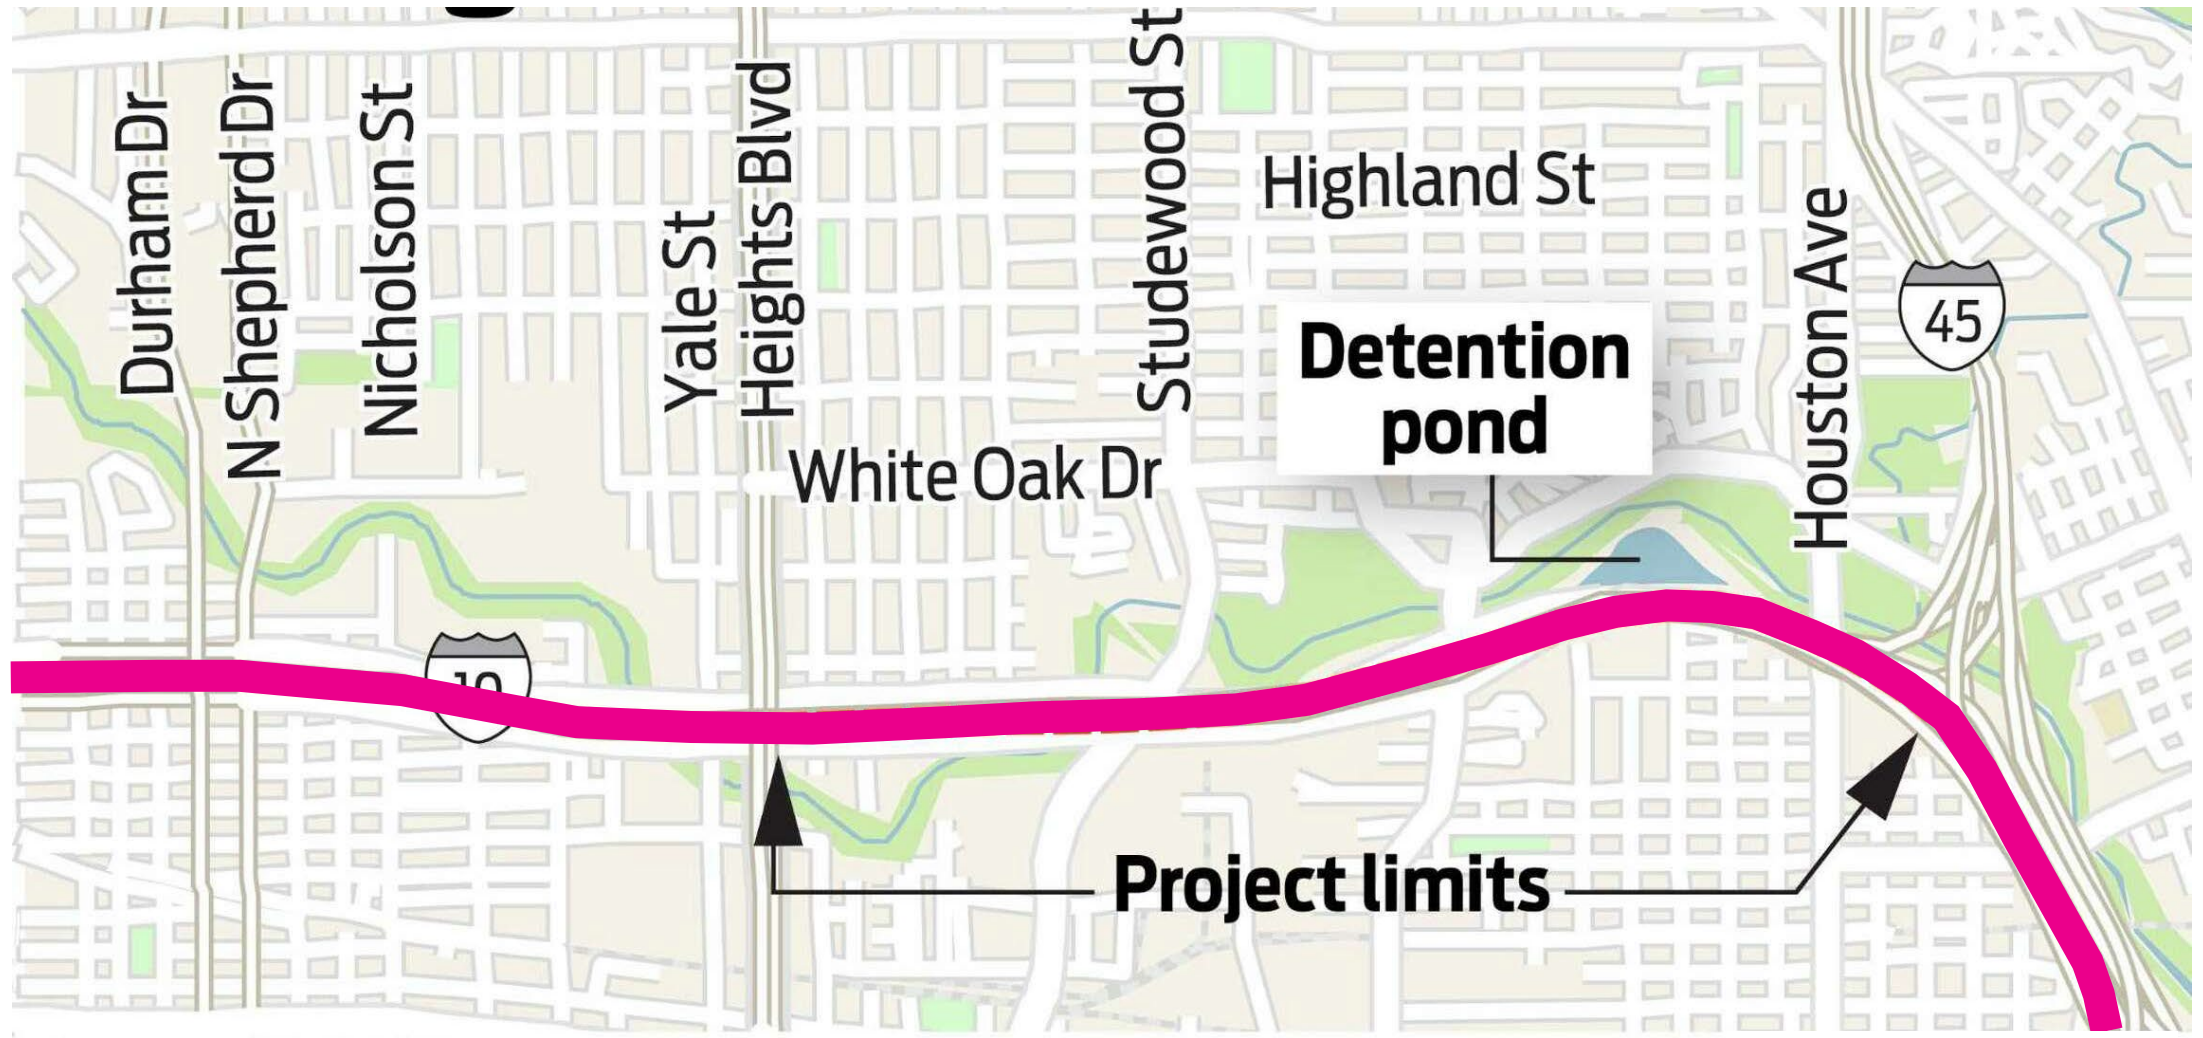 Durham Dr
N Shepherd Dr
Nicholson St
Yale St
Heights Blvd
Studewood St
Highland St
Houston Ave
45
Detention
pond
White Oak Dr
10
Project limits